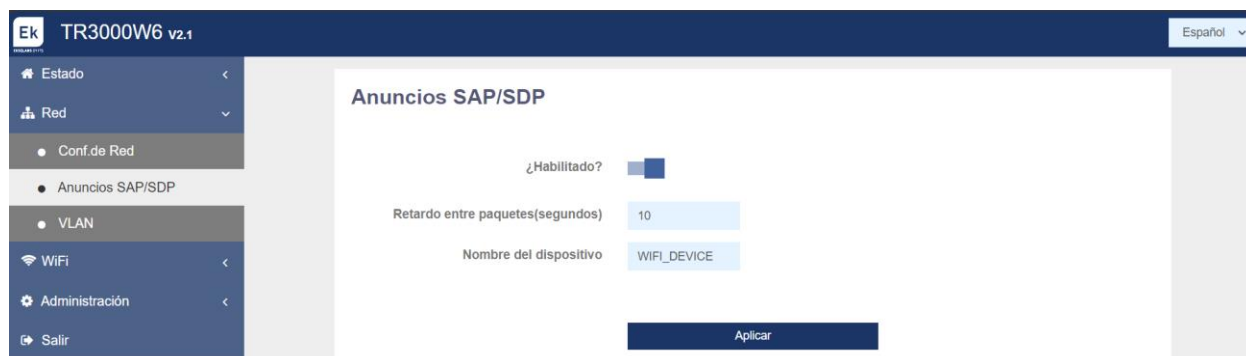 Ek TR3000W6 V2.1
Español
Estado
Red
Conf.de Red
Anuncios SAP/SDP
VLAN
WiFi
Administración
Salir
Anuncios SAP/SDP
¿Habilitado?
Retardo entre paquetes(segundos) 10
Nombre del dispositivo WIFI_DEVICE
Aplicar